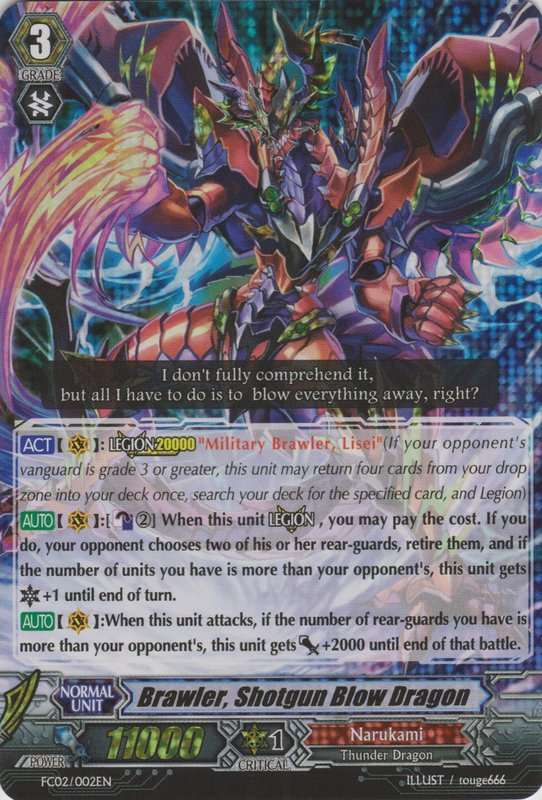 3
GRADE
I don't fully comprehend it,
but all I have to do is to blow everything away, right?
ACT【 】: LEGION 20000 "Military Brawler, Lisei"(If your opponent's
vanguard is grade 3 or greater, this unit may return four cards from your drop
zone into your deck once, search your deck for the specified card, and Legion)
AUTO【 】:[ ②] When this unit LEGION , you may pay the cost. If you
do, your opponent chooses two of his or her rear-guards, retire them, and if
the number of units you have is more than your opponent's, this unit gets
+1 until end of turn.
AUTO【 】:When this unit attacks, if the number of rear-guards you have is
more than your opponent's, this unit gets +2000 until end of that battle.
NORMAL
UNIT
Brawler, Shotgun Blow Dragon
POWER
11000
1
CRITICAL
Narukami
Thunder Dragon
FC02/002EN
ILLUST / touge666